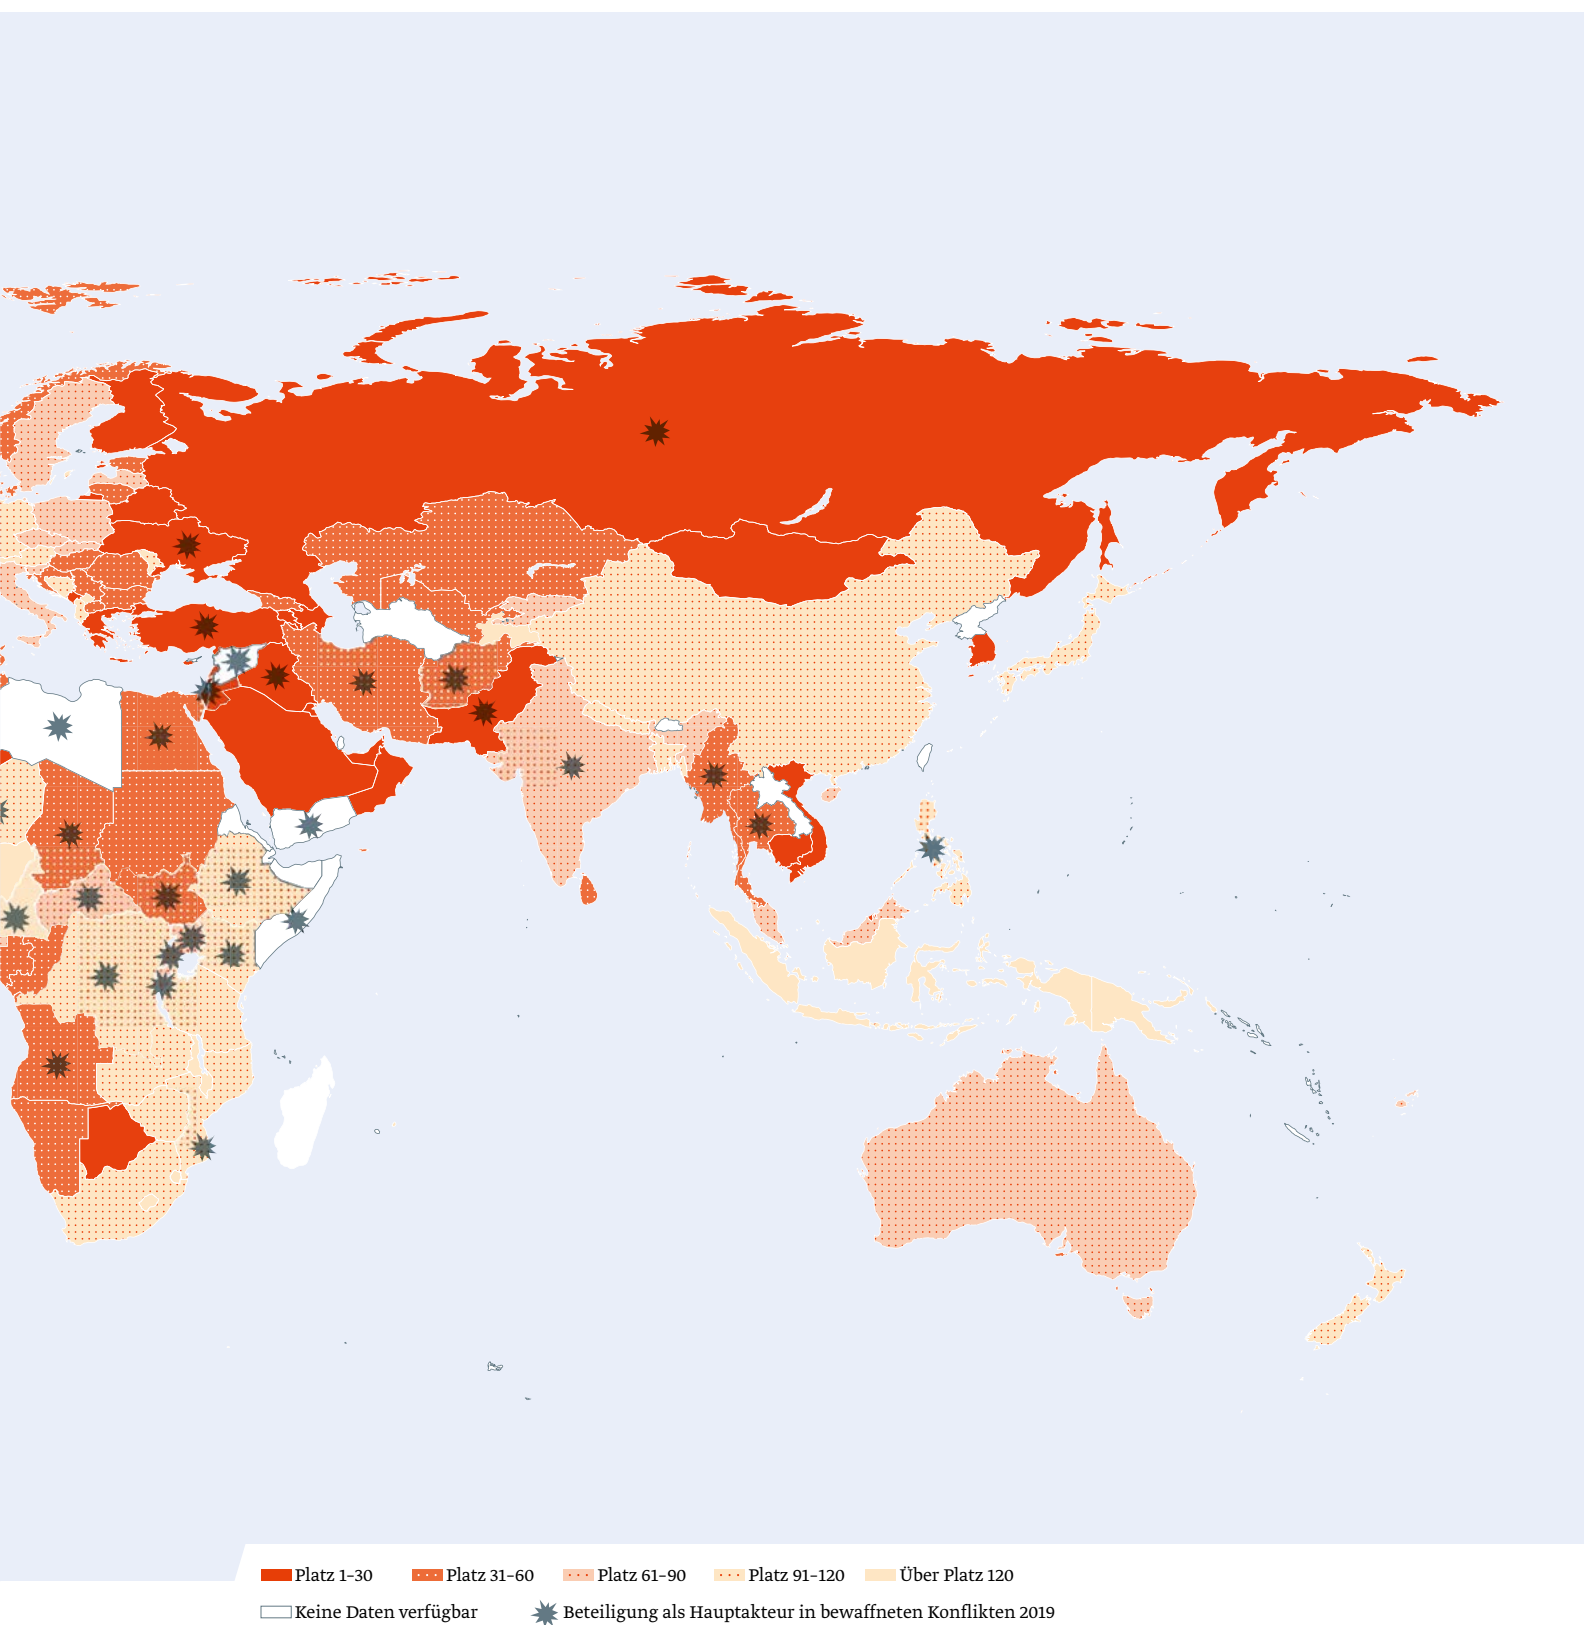 Platz 1–30 Platz 31–60 Platz 61–90 Platz 91–120 Über Platz 120
Keine Daten verfügbar Beteiligung als Hauptakteur in bewaffneten Konflikten 2019